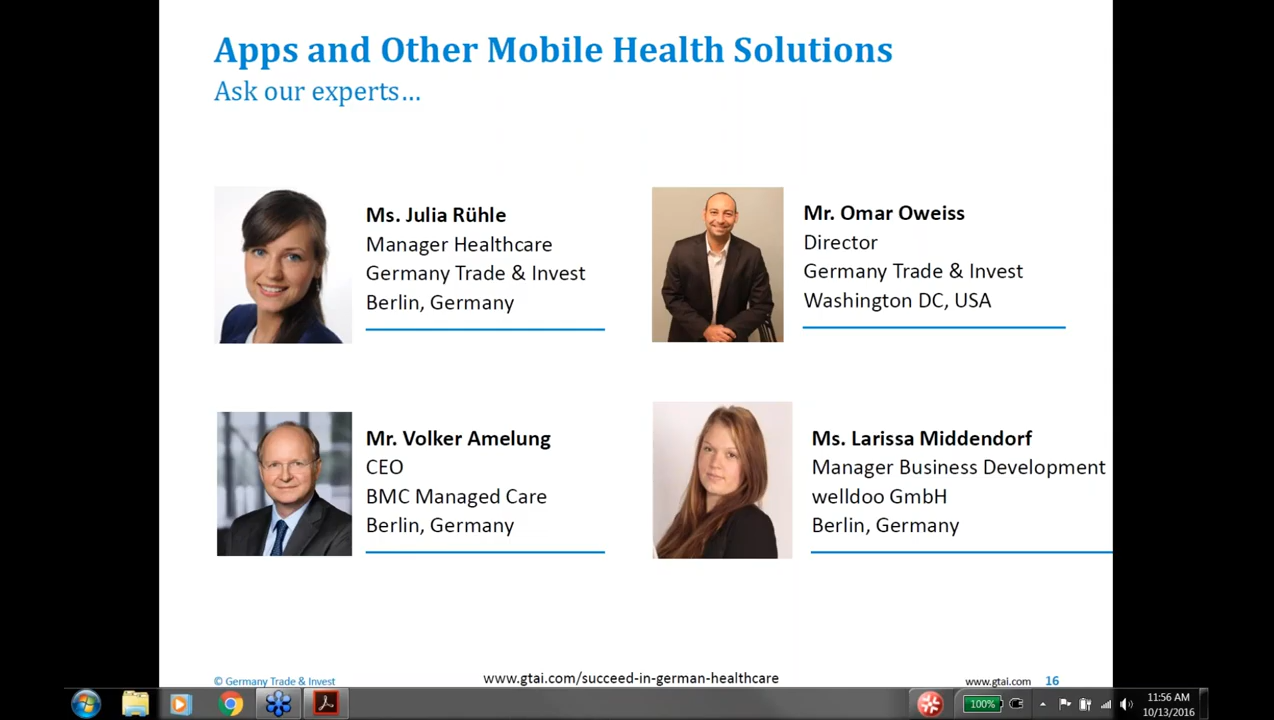 Apps and Other Mobile Health Solutions
Ask our experts...
Ms. Julia Rühle
Manager Healthcare
Germany Trade & Invest
Berlin, Germany
Mr. Omar Oweiss
Director
Germany Trade & Invest
Washington DC, USA
Mr. Volker Amelung
CEO
BMC Managed Care
Berlin, Germany
Ms. Larissa Middendorf
Manager Business Development
welldoo GmbH
Berlin, Germany
© Germany Trade & Invest
www.gtai.com/succeed-in-german-healthcare
www.gtai.com 16
100%
11:56 AM
10/13/2016